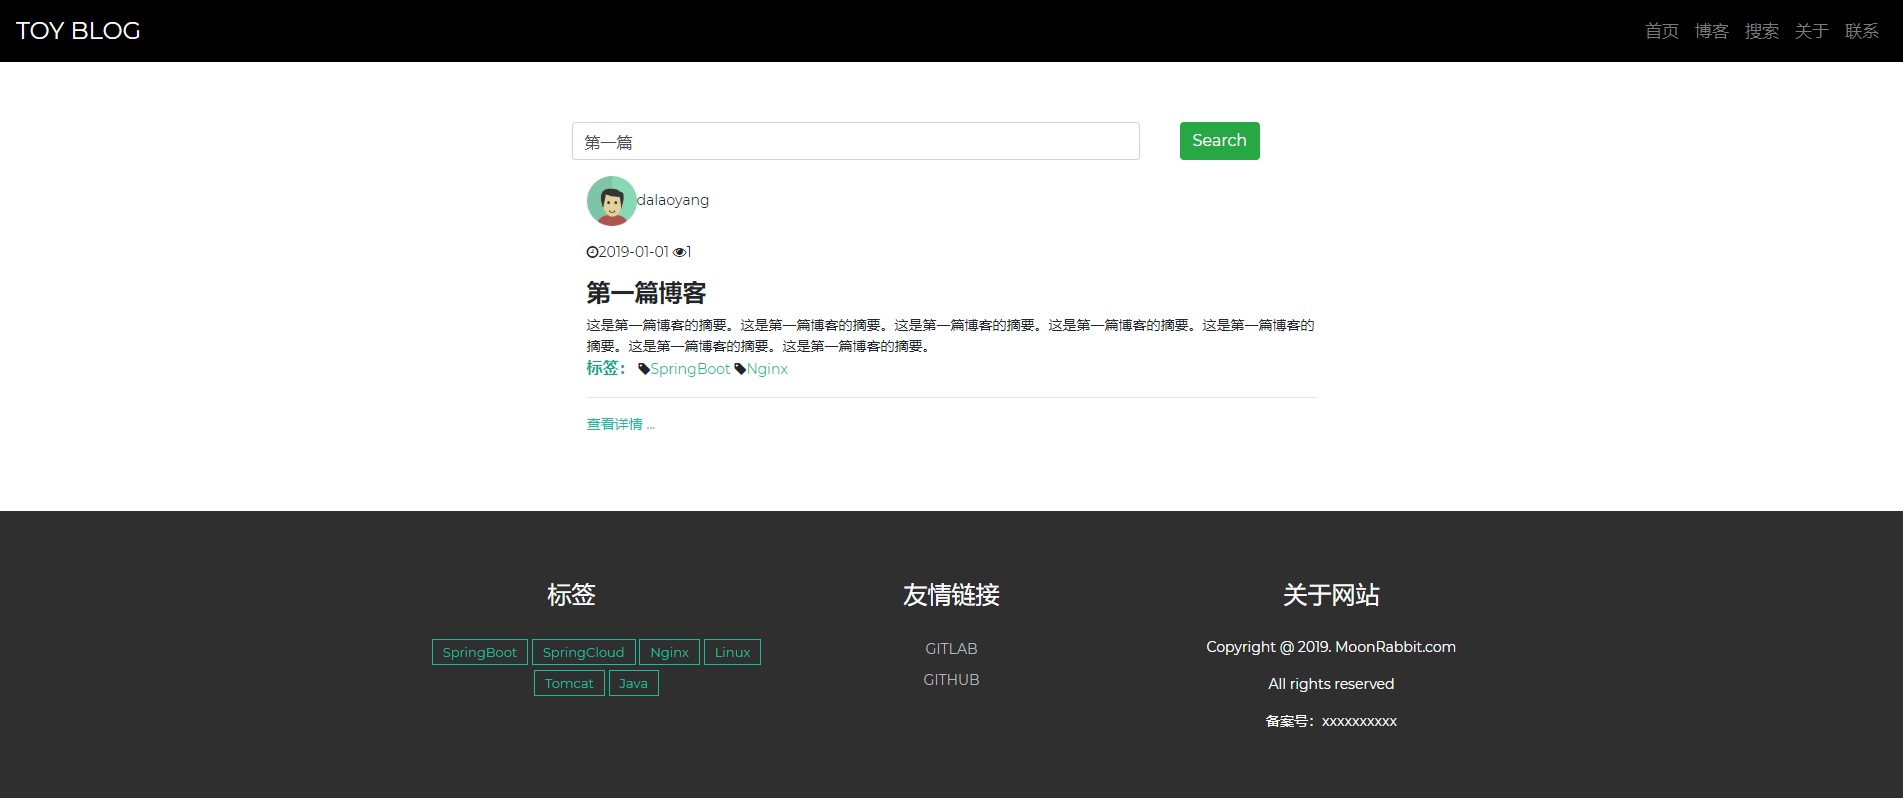 TOY BLOG
首页 博客 搜索 关于 联系
第一篇
Search
dalaoyang
2019-01-01 1
第一篇博客
这是第一篇博客的摘要。这是第一篇博客的摘要。这是第一篇博客的摘要。这是第一篇博客的摘要。这是第一篇博客的
摘要。这是第一篇博客的摘要。这是第一篇博客的摘要。
标签： SpringBoot Nginx
查看详情 ...
标签
SpringBoot SpringCloud Nginx Linux
Tomcat Java
友情链接
GITLAB
GITHUB
关于网站
Copyright @ 2019. MoonRabbit.com
All rights reserved
备案号：xxxxxxxxxx